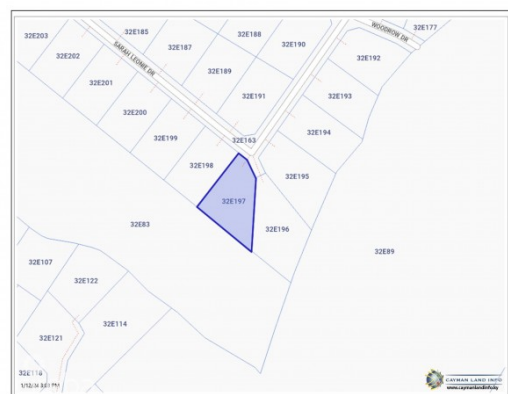 32E203
32E185
32E188
WOODROW DR
32E177
32E202
SARAH LEONIE DR
32E187
32E190
32E192
32E201
32E189
32E191
32E193
32E200
32E199
32E163
32E194
32E198
32E195
32E197
32E83
32E196
32E89
32E107
32E122
32E114
32E121
CAYMAN LAND INFO
www.caymanlandinfo.ky